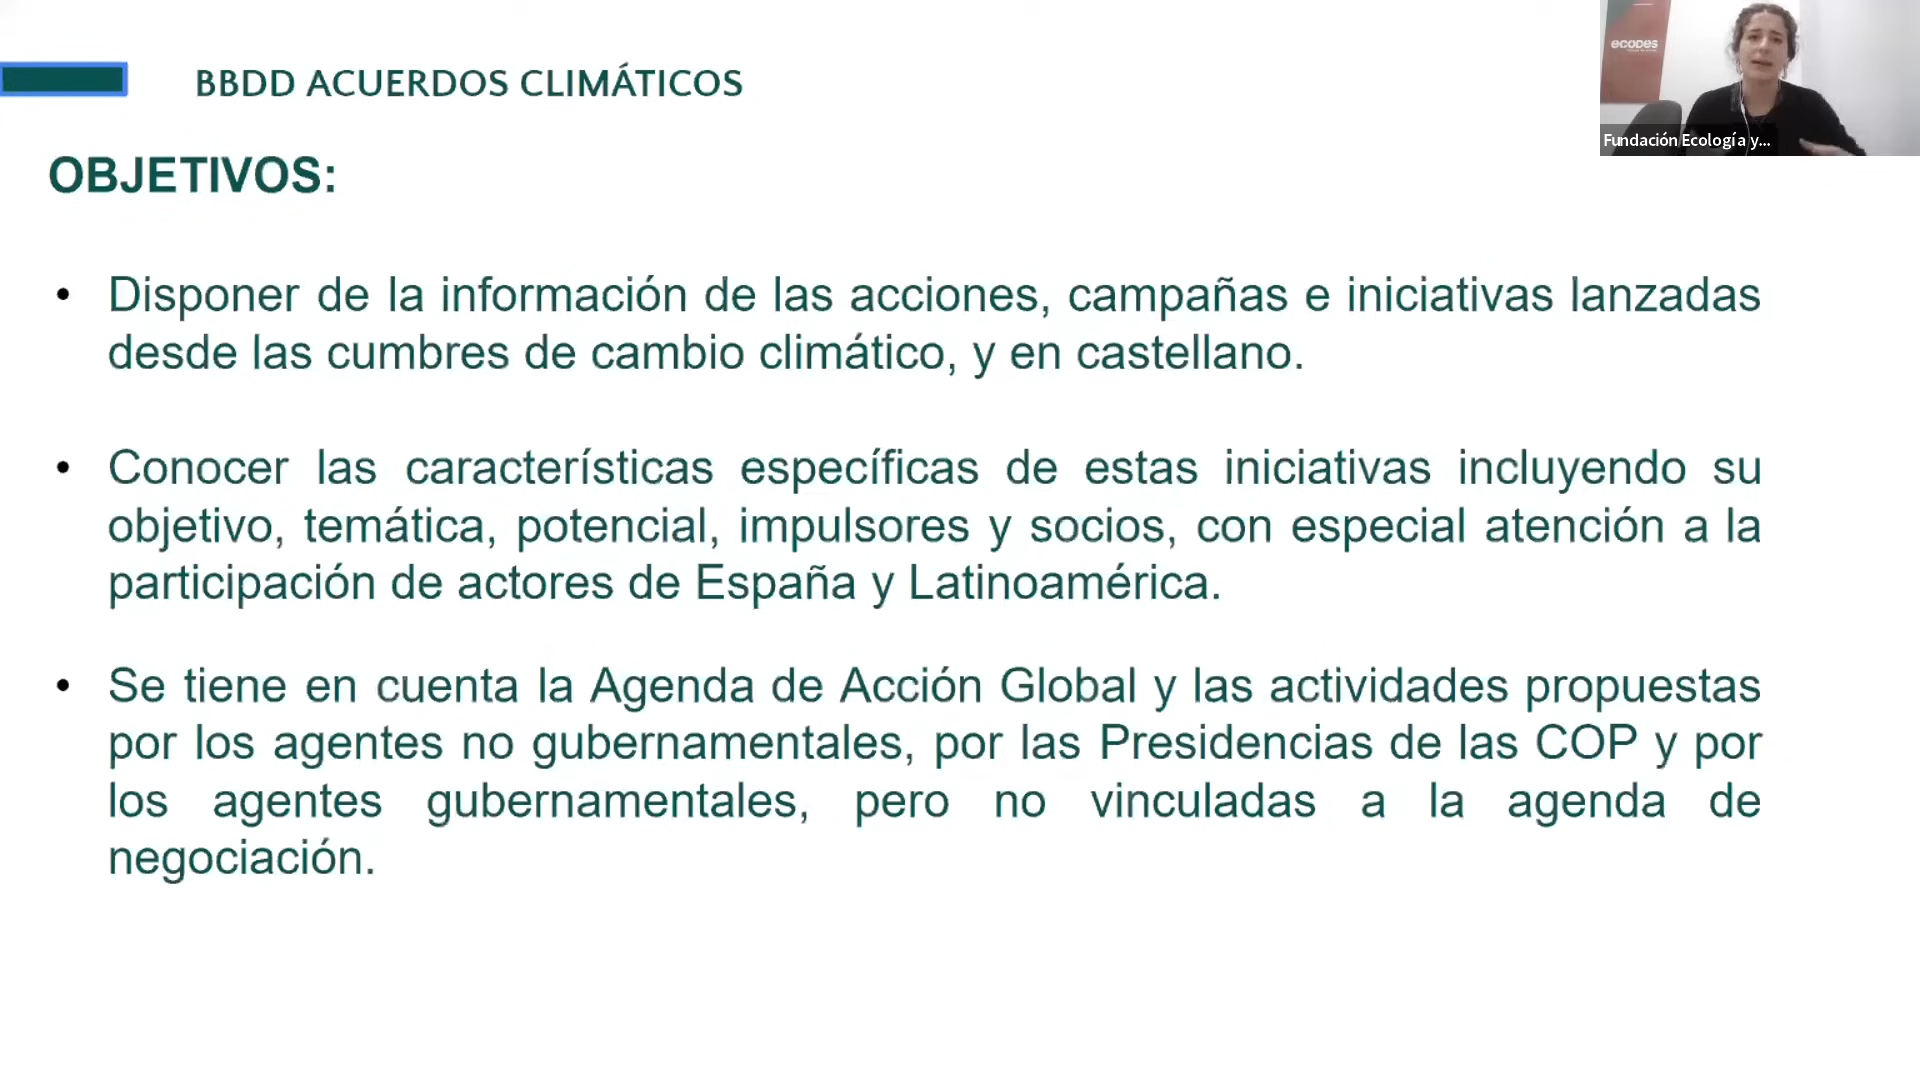 BBDD ACUERDOS CLIMÁTICOS
ecodes
Fundación Ecología y...
OBJETIVOS:
• Disponer de la información de las acciones, campañas e iniciativas lanzadas
desde las cumbres de cambio climático, y en castellano.
• Conocer las características específicas de estas iniciativas incluyendo su
objetivo, temática, potencial, impulsores y socios, con especial atención a la
participación de actores de España y Latinoamérica.
• Se tiene en cuenta la Agenda de Acción Global y las actividades propuestas
por los agentes no gubernamentales, por las Presidencias de las COP y por
los agentes gubernamentales, pero no vinculadas a la agenda de
negociación.